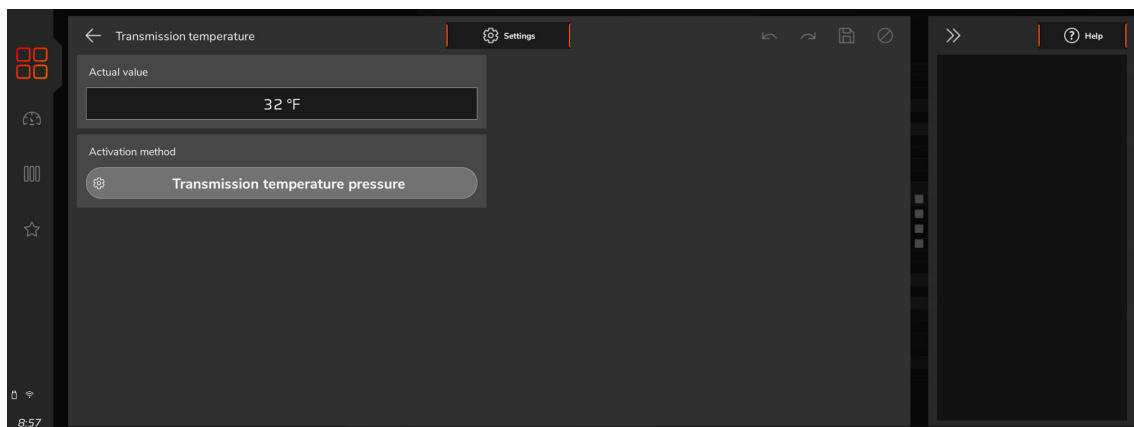 Transmission temperature
Settings
Help
Actual value
32 °F
Activation method
Transmission temperature pressure
8:57